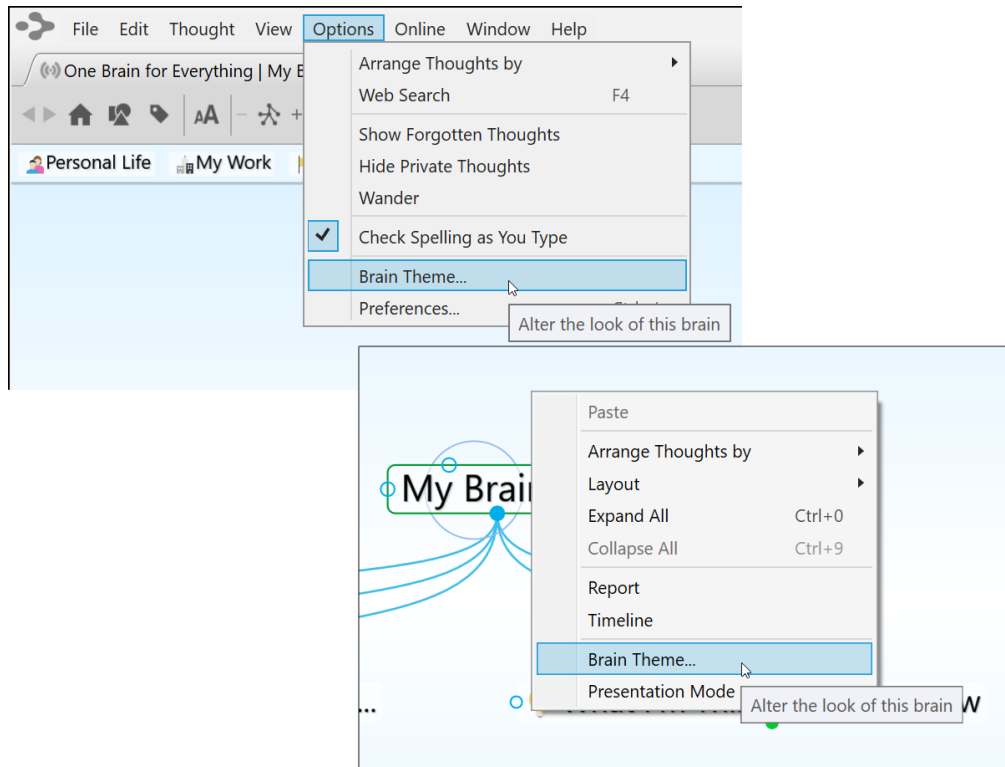 File Edit Thought View Options Online Window Help
One Brain for Everything | My B
Arrange Thoughts by
Web Search F4
AA
Show Forgotten Thoughts
Personal Life My Work
Hide Private Thoughts
Wander
Check Spelling as You Type
Brain Theme...
Preferences...
Alter the look of this brain
Paste
Arrange Thoughts by
My Brain
Layout
Expand All Ctrl+0
Collapse All Ctrl+9
Report
Timeline
Brain Theme...
Presentation Mode
Alter the look of this brain
...
w